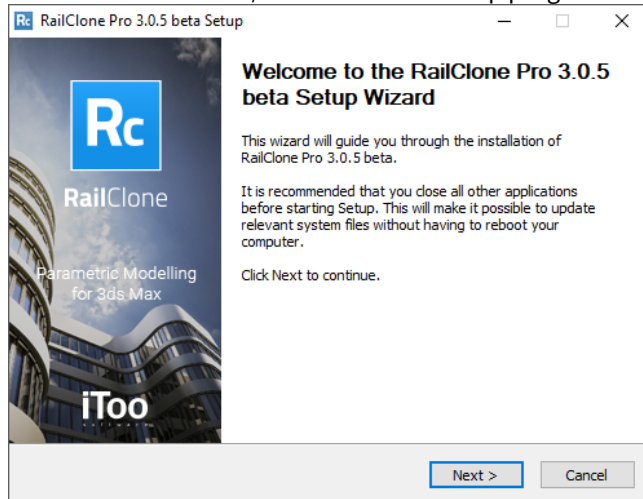 RailClone Pro 3.0.5 beta Setup
Rc
RailClone
Parametric Modelling
for 3ds Max
iToo
software
Welcome to the RailClone Pro 3.0.5
beta Setup Wizard
This wizard will guide you through the installation of
RailClone Pro 3.0.5 beta.
It is recommended that you close all other applications
before starting Setup. This will make it possible to update
relevant system files without having to reboot your
computer.
Click Next to continue.
Next >
Cancel